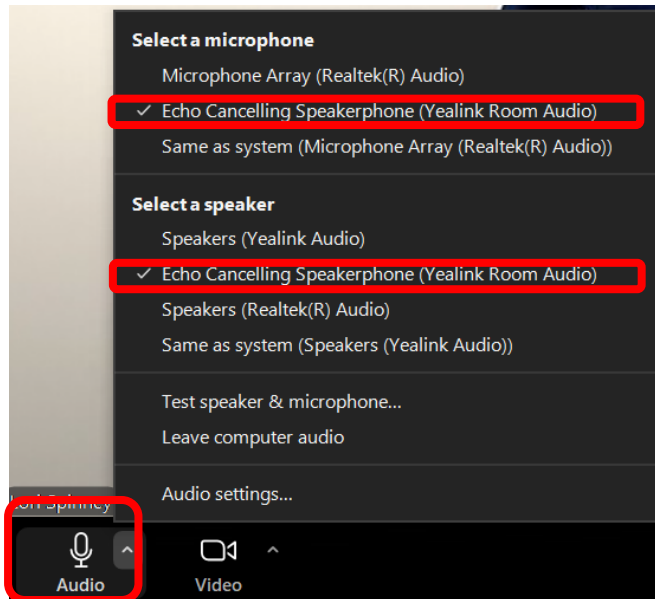 Select a microphone
Microphone Array (Realtek(R) Audio)
Echo Cancelling Speakerphone (Yealink Room Audio)
Same as system (Microphone Array (Realtek(R) Audio))
Select a speaker
Speakers (Yealink Audio)
Echo Cancelling Speakerphone (Yealink Room Audio)
Speakers (Realtek(R) Audio)
Same as system (Speakers (Yealink Audio))
Test speaker & microphone...
Leave computer audio
Audio settings...
Spinney
Audio
Video